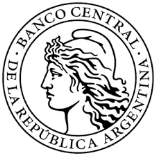 BANCO CENTRAL
· DE LA REPÚBLICA ARGENTINA ·